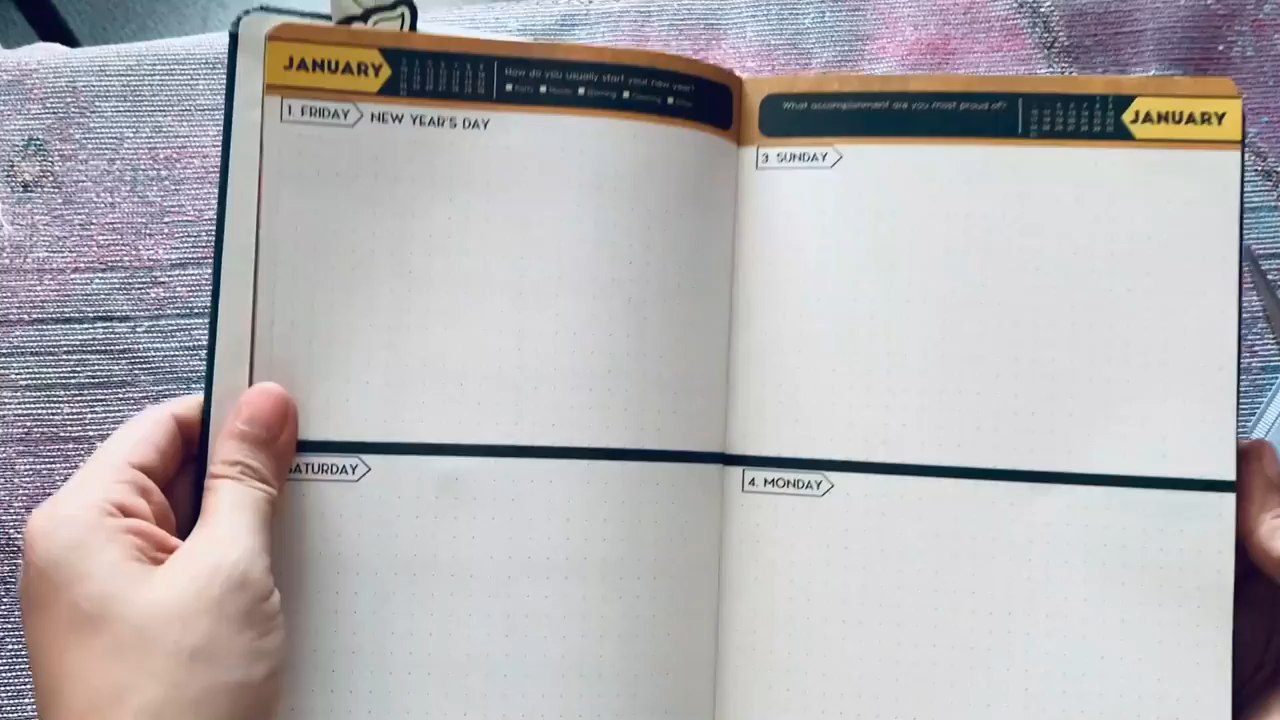 JANUARY
How do you usually start your new year?
1. FRIDAY
NEW YEAR'S DAY
ATURDAY
What accomplishment are you most proud of?
JANUARY
3. SUNDAY
4. MONDAY